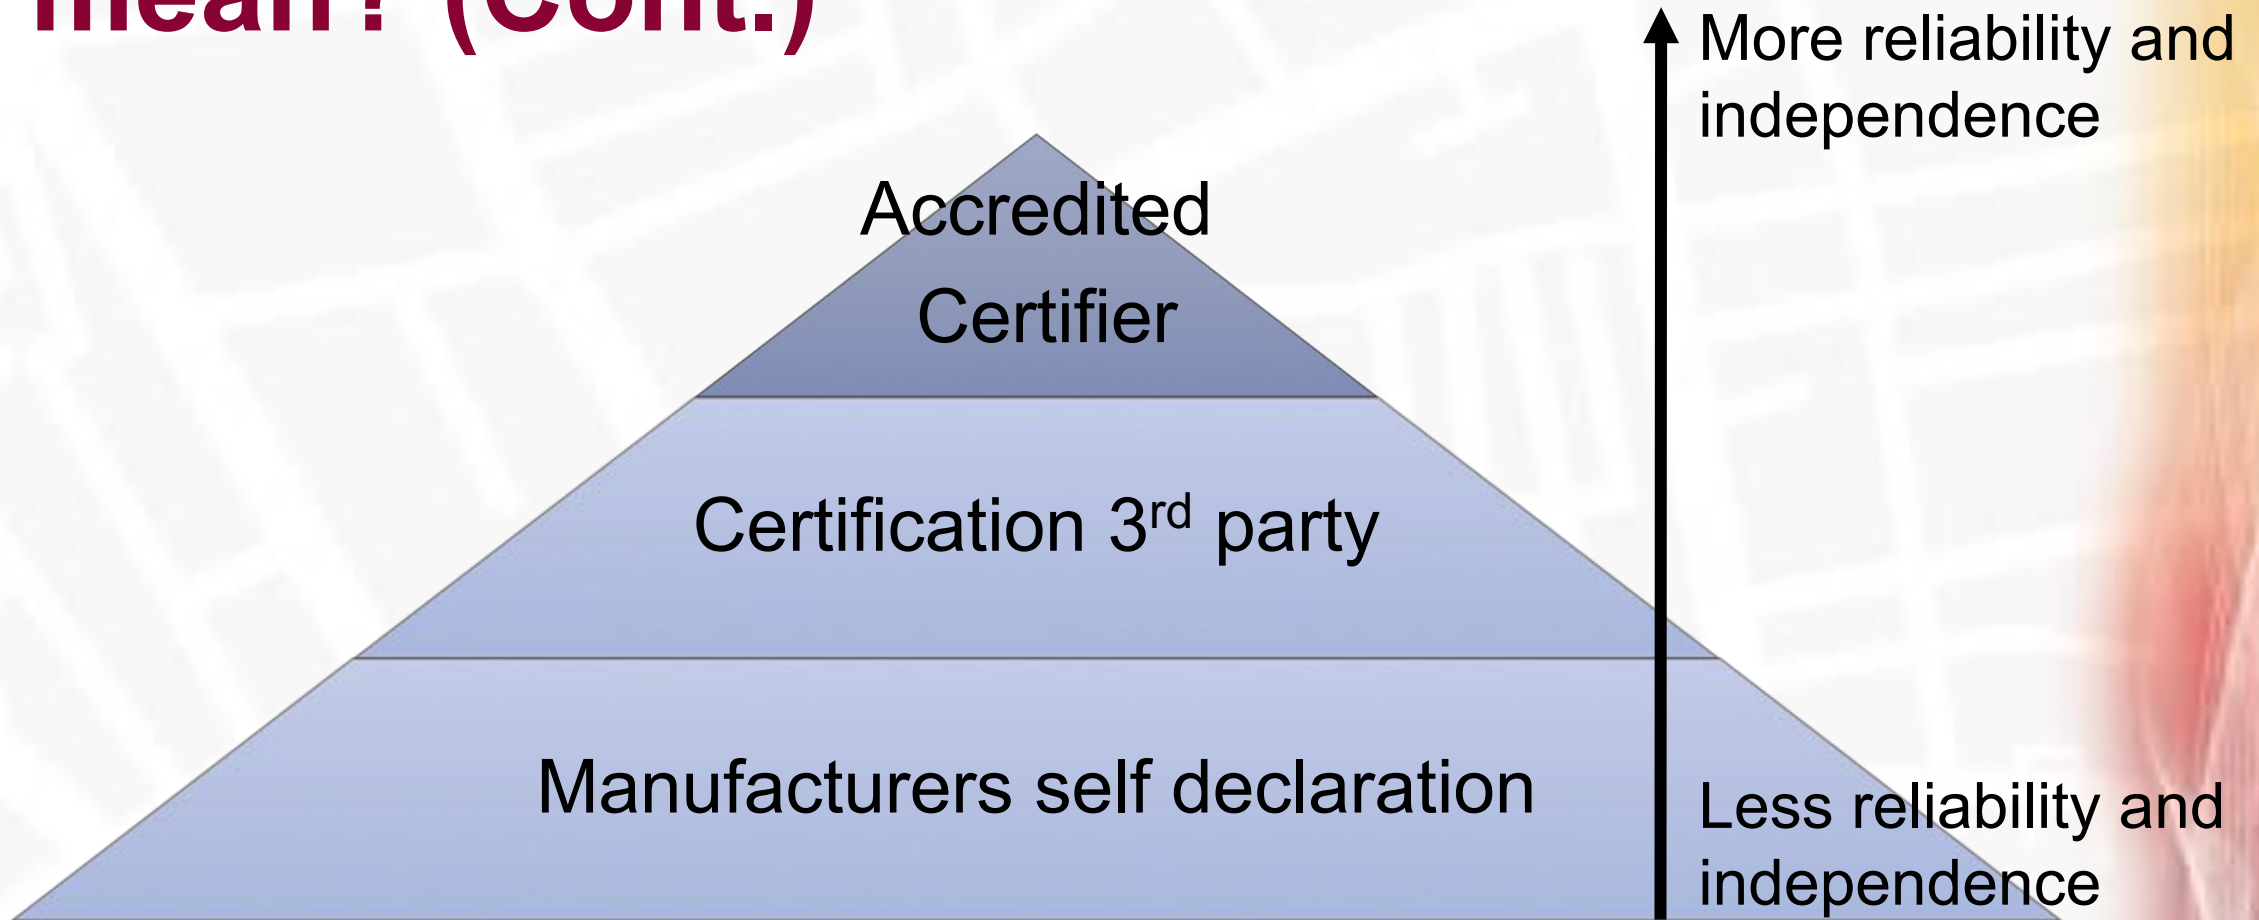 mean? (Cont.)
More reliability and
independence
Accredited
Certifier
Certification 3rd party
Manufacturers self declaration
Less reliability and
independence